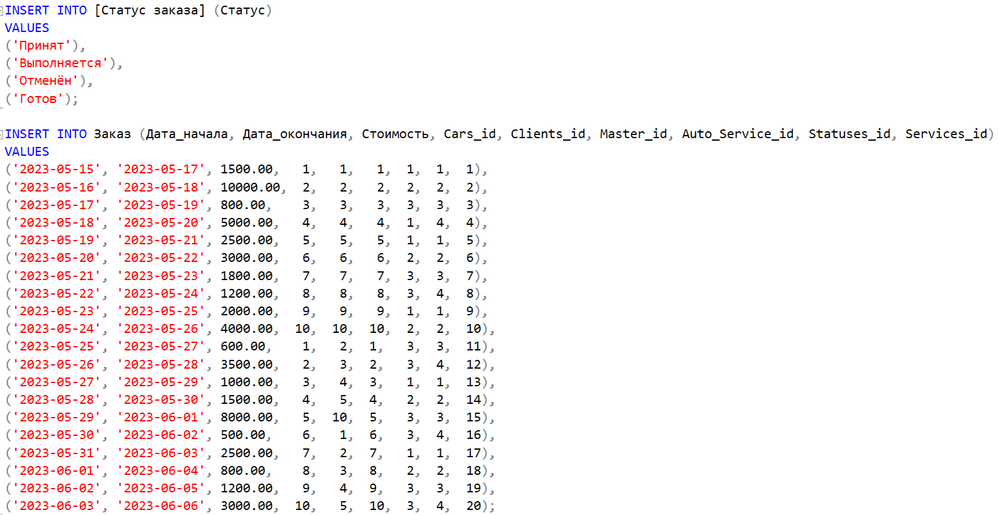 INSERT INTO [Статус заказа] (Статус)
VALUES
('Принят'),
('Выполняется'),
('Отменён'),
('Готов');
INSERT INTO Заказ (Дата_начала, Дата_окончания, Стоимость, Cars_id, Clients_id, Master_id, Auto_Service_id, Statuses_id, Services_id)
VALUES
('2023-05-15', '2023-05-17', 1500.00, 1, 1, 1, 1, 1, 1),
('2023-05-16', '2023-05-18', 10000.00, 2, 2, 2, 2, 2, 2),
('2023-05-17', '2023-05-19', 800.00, 3, 3, 3, 3, 3, 3),
('2023-05-18', '2023-05-20', 5000.00, 4, 4, 4, 1, 4, 4),
('2023-05-19', '2023-05-21', 2500.00, 5, 5, 5, 1, 1, 5),
('2023-05-20', '2023-05-22', 3000.00, 6, 6, 6, 2, 2, 6),
('2023-05-21', '2023-05-23', 1800.00, 7, 7, 7, 3, 3, 7),
('2023-05-22', '2023-05-24', 1200.00, 8, 8, 8, 3, 4, 8),
('2023-05-23', '2023-05-25', 2000.00, 9, 9, 9, 1, 1, 9),
('2023-05-24', '2023-05-26', 4000.00, 10, 10, 10, 2, 2, 10),
('2023-05-25', '2023-05-27', 600.00, 1, 2, 1, 3, 3, 11),
('2023-05-26', '2023-05-28', 3500.00, 2, 3, 2, 3, 4, 12),
('2023-05-27', '2023-05-29', 1000.00, 3, 4, 3, 1, 1, 13),
('2023-05-28', '2023-05-30', 1500.00, 4, 5, 4, 2, 2, 14),
('2023-05-29', '2023-06-01', 8000.00, 5, 10, 5, 3, 3, 15),
('2023-05-30', '2023-06-02', 500.00, 6, 1, 6, 3, 4, 16),
('2023-05-31', '2023-06-03', 2500.00, 7, 2, 7, 1, 1, 17),
('2023-06-01', '2023-06-04', 800.00, 8, 3, 8, 2, 2, 18),
('2023-06-02', '2023-06-05', 1200.00, 9, 4, 9, 3, 3, 19),
('2023-06-03', '2023-06-06', 3000.00, 10, 5, 10, 3, 4, 20);